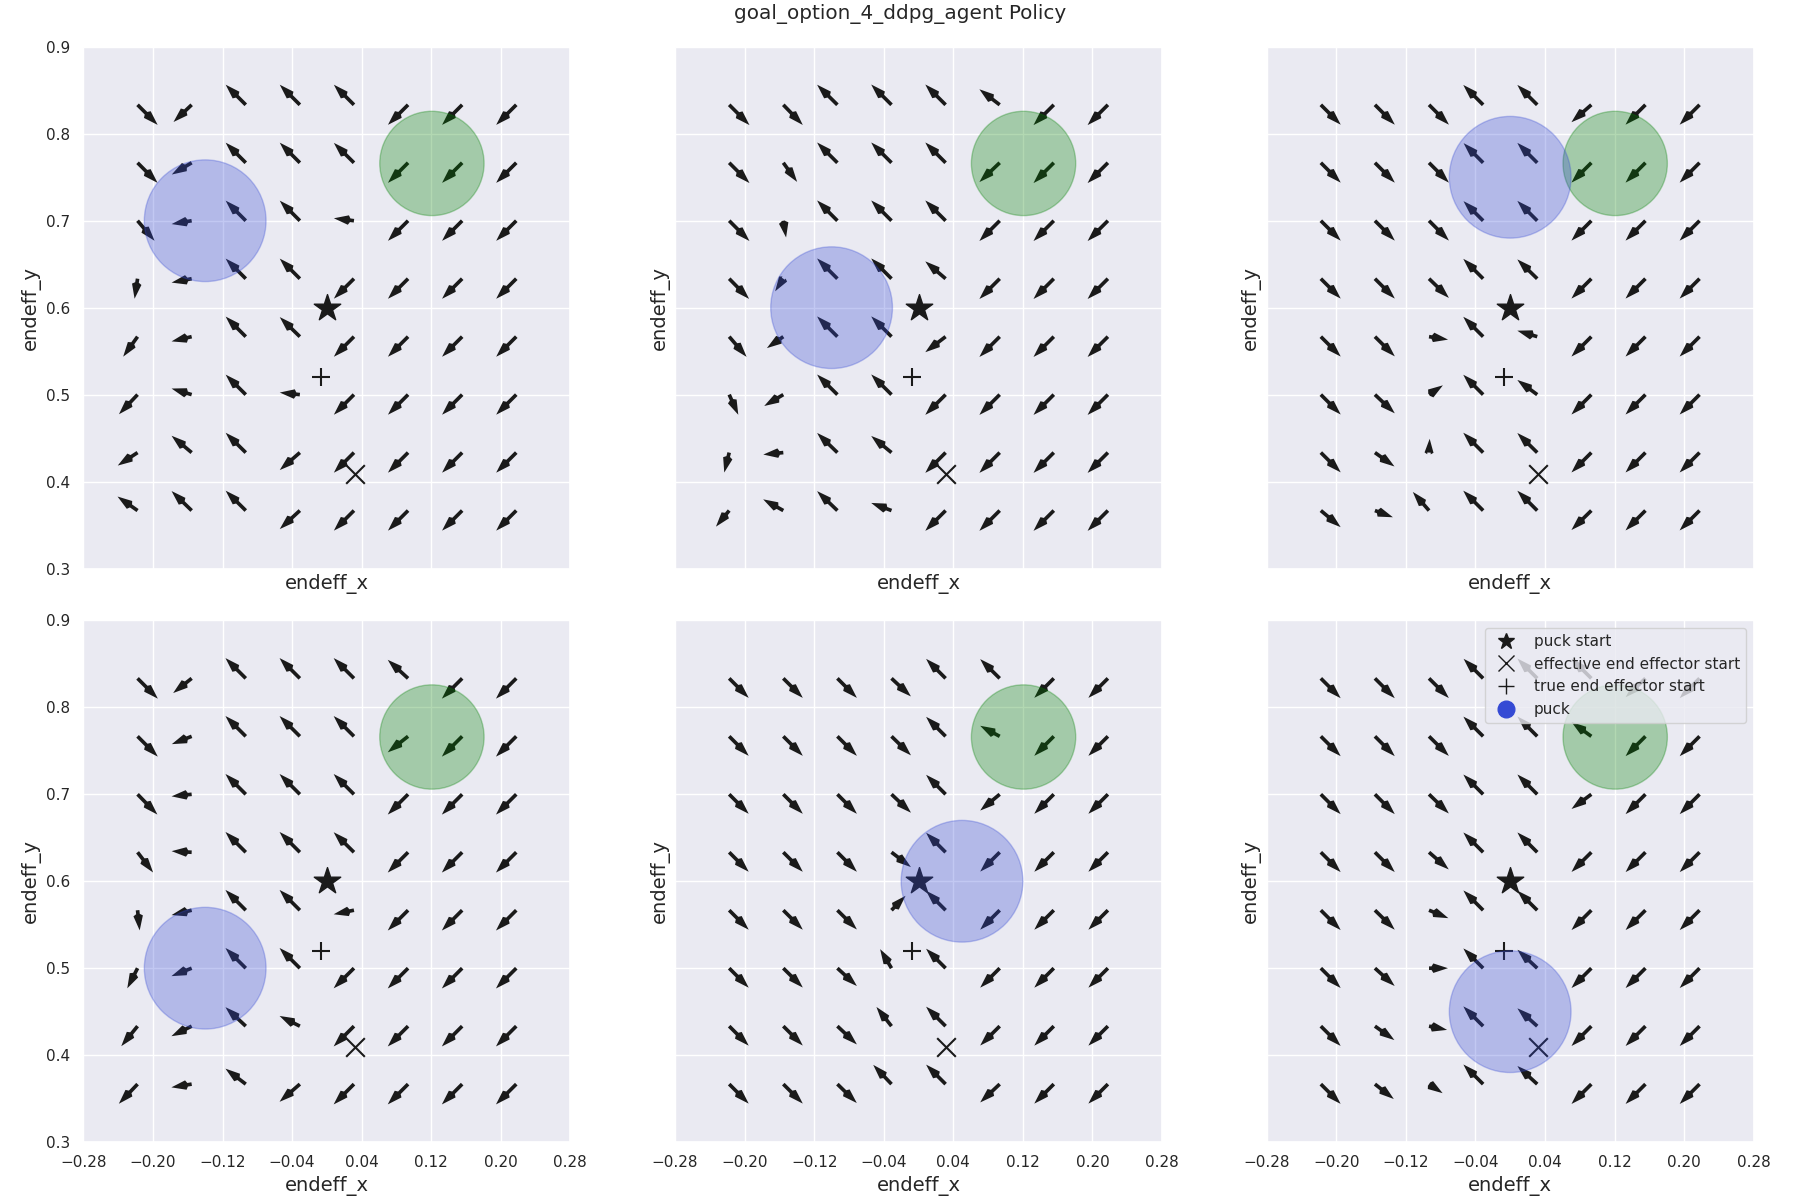 goal_option_4_ddpg_agent Policy
0.9
0.8
0.7
0.6
0.5
0.4
0.3
endeff_y
endeff_x
endeff_y
endeff_x
endeff_y
endeff_x
0.9
0.8
0.7
0.6
0.5
0.4
0.3
endeff_y
−0.28 −0.20 −0.12 −0.04 0.04 0.12 0.20 0.28
endeff_x
endeff_y
−0.28 −0.20 −0.12 −0.04 0.04 0.12 0.20 0.28
endeff_x
puck start
effective end effector start
true end effector start
puck
endeff_y
−0.28 −0.20 −0.12 −0.04 0.04 0.12 0.20 0.28
endeff_x